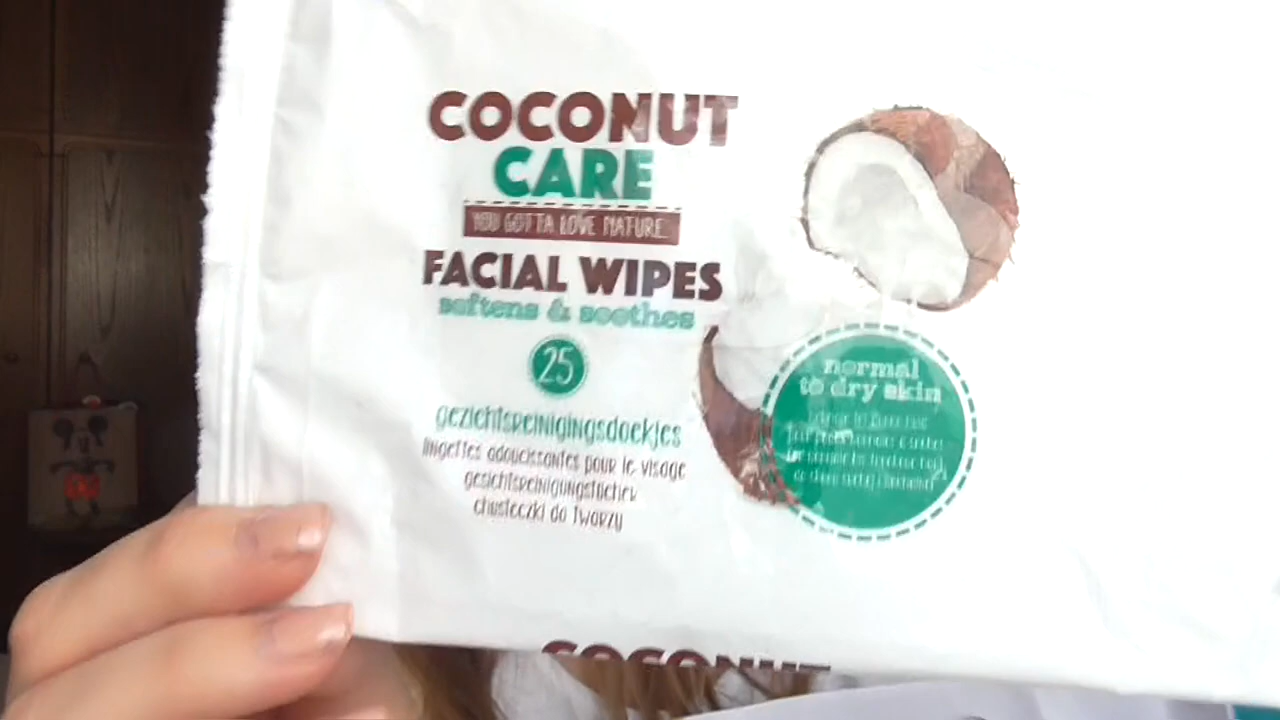 COCONUT
CARE
YOU GOTTA LOVE NATURE
FACIAL WIPES
softens & soothes
25
gezichtsreinigingsdoekjes
lingettes adoucissantes pour le visage
gesichtsreinigungstücher
chusteczki do twarzy
normal
to dry skin
COCONUT